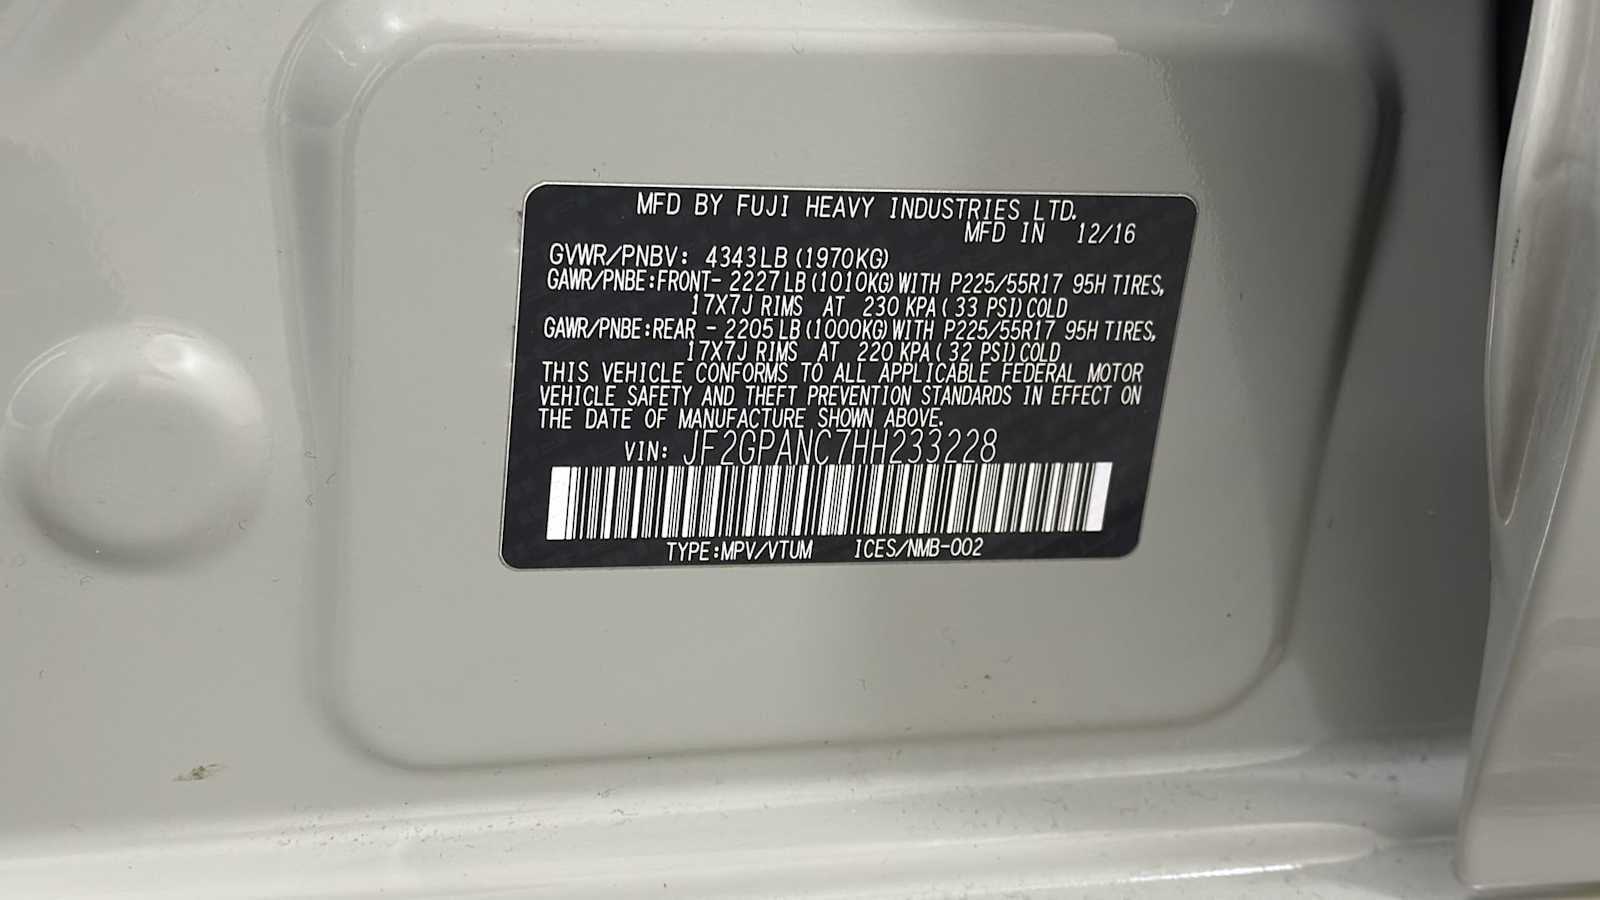 MFD BY FUJI HEAVY INDUSTRIES LTD.
MFD IN 12/16
GVWR/PNBV: 4343LB (1970KG)
GAWR/PNBE:FRONT- 2227LB (1010KG) WITH P225/55R17 95H TIRES,
17X7J RIMS AT 230 KPA ( 33 PSI) COLD
GAWR/PNBE:REAR - 2205LB (1000KG) WITH P225/55R17 95H TIRES,
17X7J RIMS AT 220 KPA ( 32 PSI) COLD
THIS VEHICLE CONFORMS TO ALL APPLICABLE FEDERAL MOTOR
VEHICLE SAFETY AND THEFT PREVENTION STANDARDS IN EFFECT ON
THE DATE OF MANUFACTURE SHOWN ABOVE.
VIN: JF2GPANC7HH233228
TYPE:MPV/VTUM ICES/NMB-002